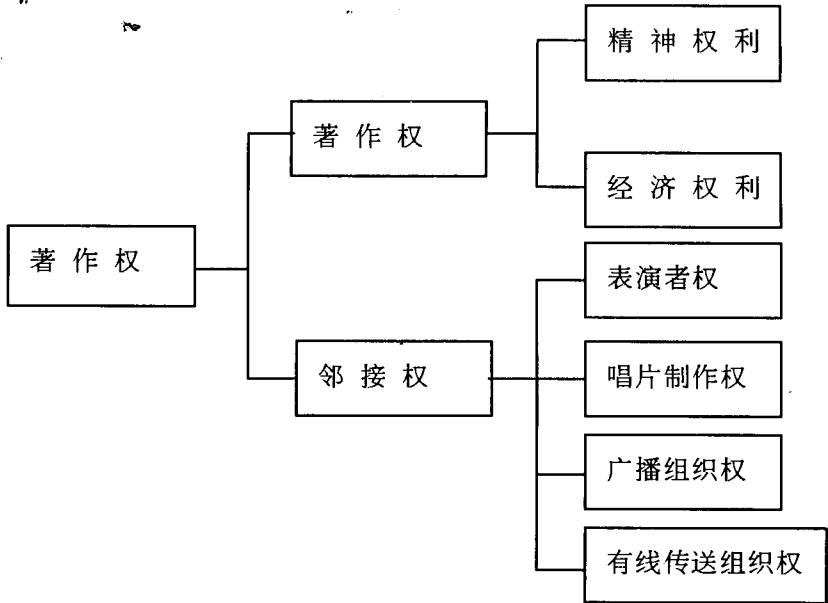 精神权利
著作权
经济权利
著作权
表演者权
邻接权
唱片制作权
广播组织权
有线传送组织权